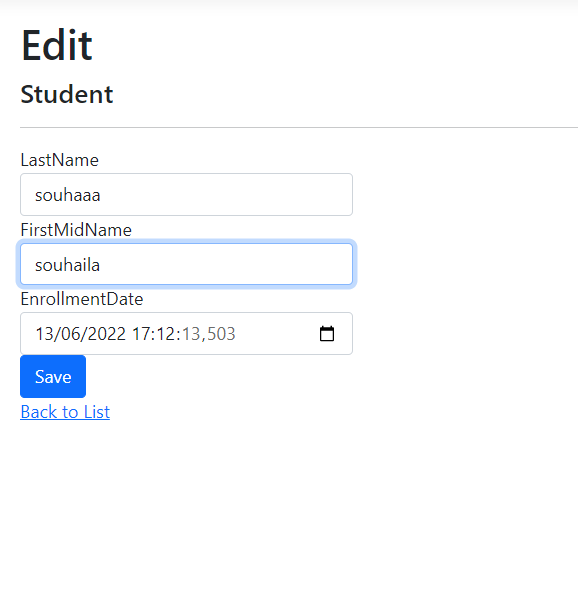 Edit
Student
LastName
souhaaa
FirstMidName
souhaila
EnrollmentDate
13/06/2022 17:12:13,503
Save
Back to List